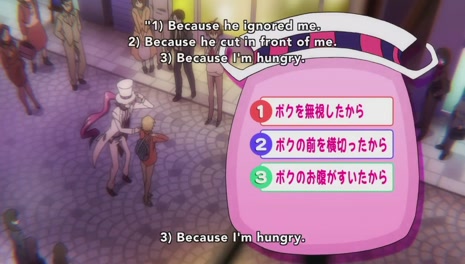 "1) Because he ignored me.
2) Because he cut in front of me.
3) Because I'm hungry.
1 ボクを無視したから
2 ボクの前を横切ったから
3 ボクのお腹がすいたから
3) Because I'm hungry.